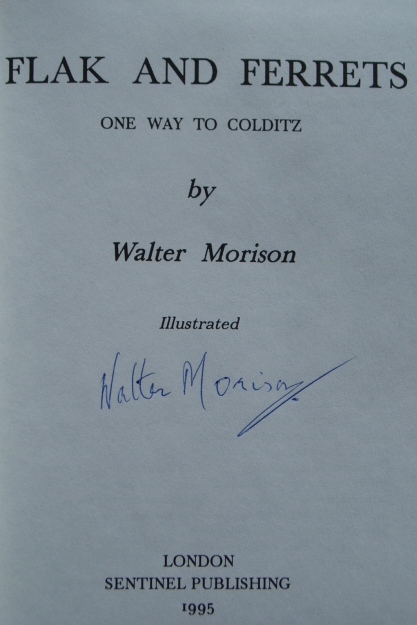 FLAK AND FERRETS
ONE WAY TO COLDITZ
by
Walter Morison
Illustrated
Walter Morison
LONDON
SENTINEL PUBLISHING
1995